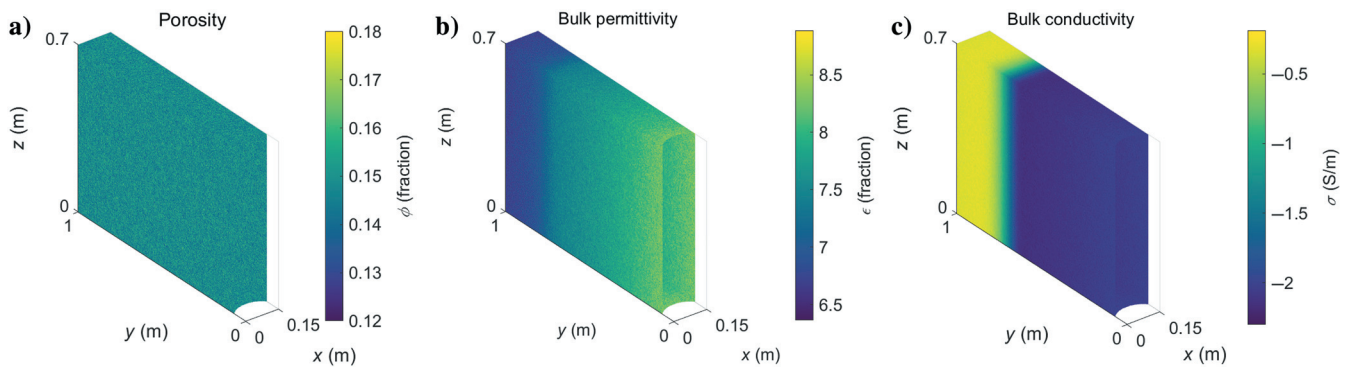 a)
Porosity
0.7
z (m)
0
1
y (m)
0
0
0.15
x (m)
0.18
0.17
0.16
0.15
0.14
0.13
0.12
ϕ (fraction)
b)
Bulk permittivity
0.7
z (m)
0
1
y (m)
0
0
0.15
x (m)
8.5
8
7.5
7
6.5
ϵ (fraction)
c)
Bulk conductivity
0.7
z (m)
0
1
y (m)
0
0
0.15
x (m)
−0.5
−1
−1.5
−2
σ (S/m)